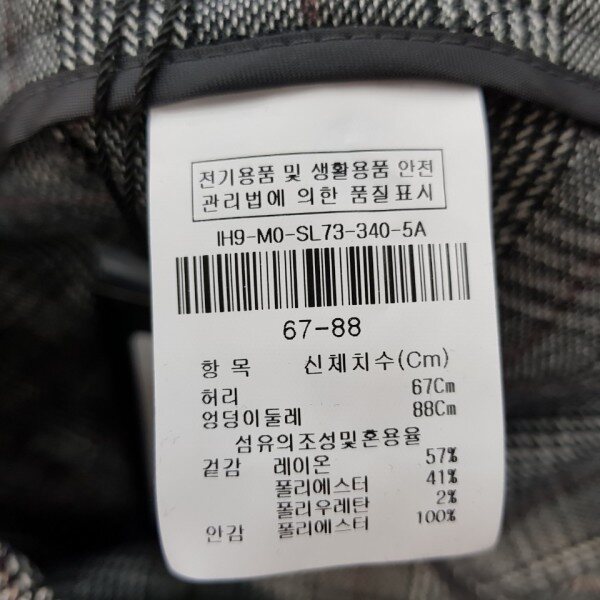 전기용품 및 생활용품 안전
관리법에 의한 품질표시
IH9-M0-SL73-340-5A
67-88
항 목 신체치수(Cm)
허리 67Cm
엉덩이둘레 88Cm
섬유의조성및혼용율
겉감 레이온 57%
폴리에스터 41%
폴리우레탄 2%
안감 폴리에스터 100%